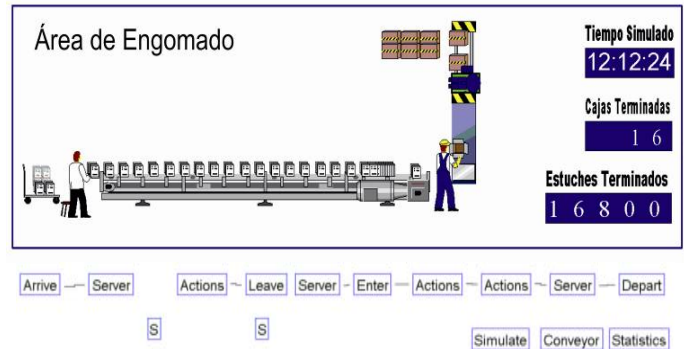 Área de Engomado
Tiempo Simulado
12:12:24
Cajas Terminadas
16
Estuches Terminados
16800
Arrive Server Actions Leave Server Enter Actions Actions Server Depart
S S
Simulate Conveyor Statistics